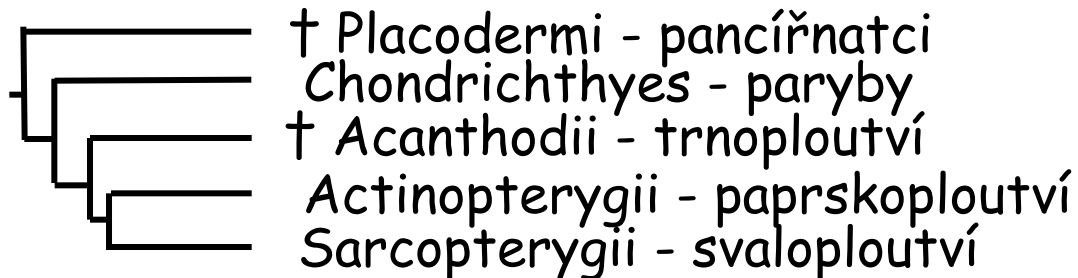 † Placodermi - pancířnatci
Chondrichthyes - paryby
† Acanthodii - trnoploutví
Actinopterygii - paprskoploutví
Sarcopterygii - svaloploutví